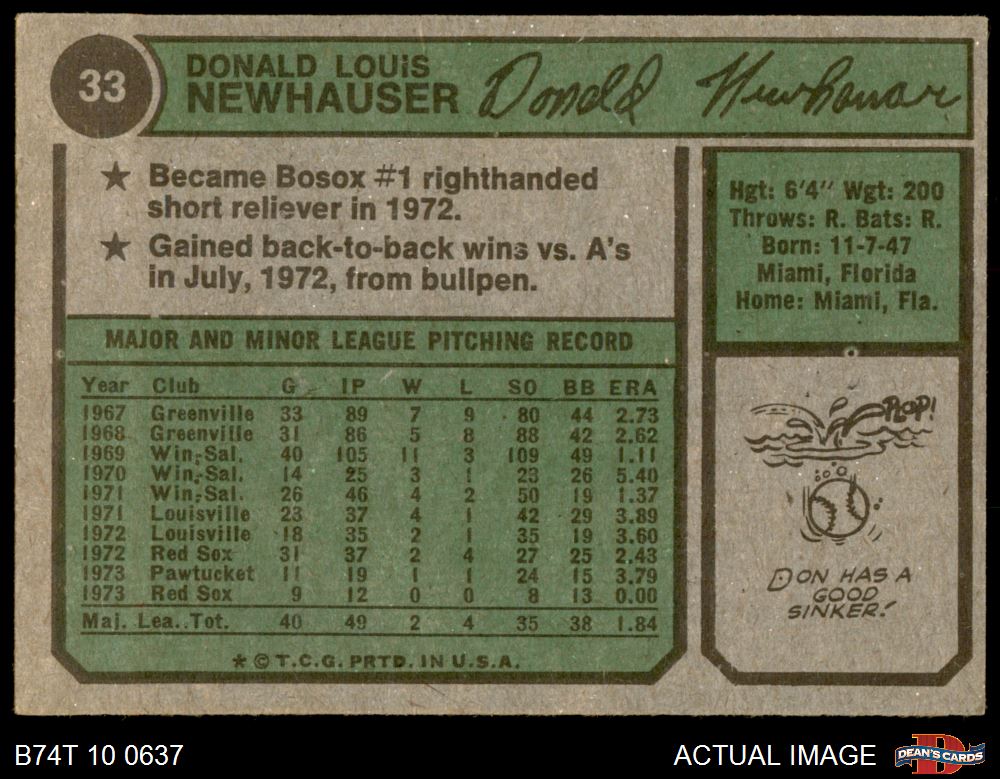 33
DONALD LOUIS
NEWHAUSER
Donald Newhauser
★ Became Bosox #1 righthanded
short reliever in 1972.
★ Gained back-to-back wins vs. A's
in July, 1972, from bullpen.
Hgt: 6'4" Wgt: 200
Throws: R. Bats: R.
Born: 11-7-47
Miami, Florida
Home: Miami, Fla.
MAJOR AND MINOR LEAGUE PITCHING RECORD
Year Club G IP W L SO BB ERA
1967 Greenville 33 89 7 9 80 44 2.73
1968 Greenville 31 86 5 8 88 42 2.62
1969 Win.-Sal. 40 105 11 3 109 49 1.11
1970 Win.-Sal. 14 25 3 1 23 26 5.40
1971 Win.-Sal. 26 46 4 2 50 19 1.37
1971 Louisville 23 37 4 1 42 29 3.89
1972 Louisville 18 35 2 1 35 19 3.60
1972 Red Sox 31 37 2 4 27 25 2.43
1973 Pawtucket 11 19 1 1 24 15 3.79
1973 Red Sox 9 12 0 0 8 13 0.00
Maj. Lea. Tot. 40 49 2 4 35 38 1.84
★ © T.C.G. PRTD. IN U.S.A.
PLOP!
DON HAS A
GOOD
SINKER!
B74T 10 0637
ACTUAL IMAGE
DEAN'S CARDS